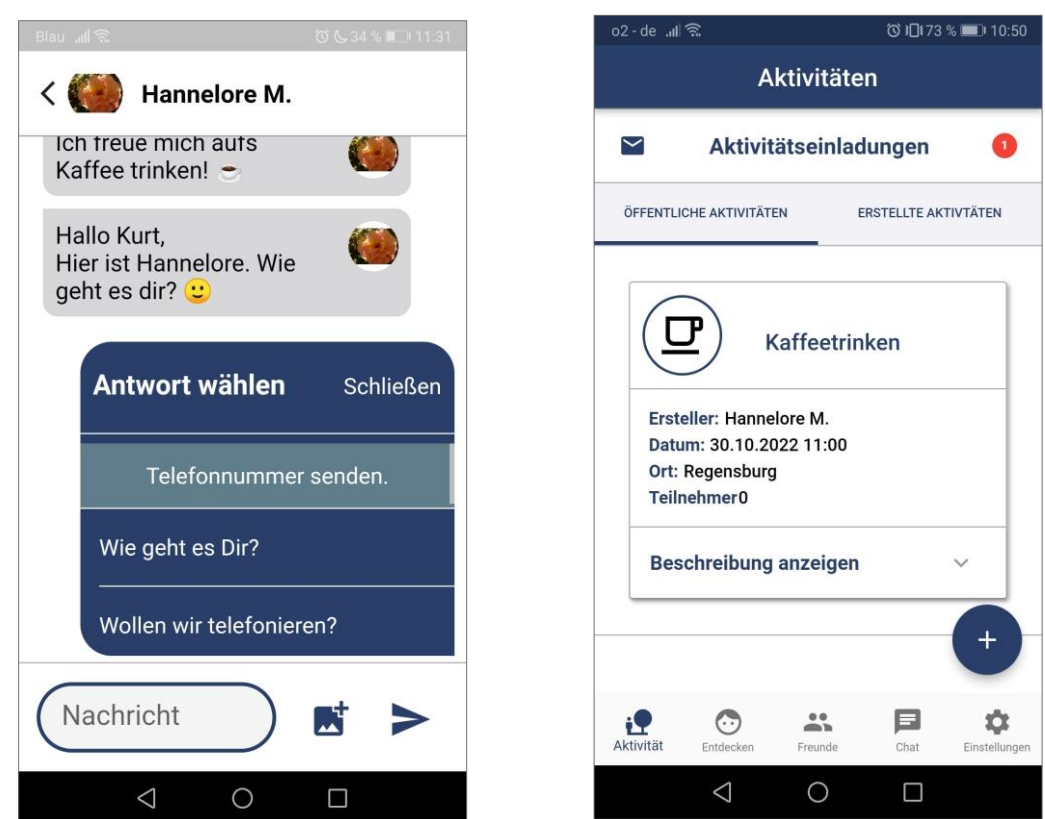 Blau 34 % 11:31
Hannelore M.
Ich freue mich aufs
Kaffee trinken! ☕
Hallo Kurt,
Hier ist Hannelore. Wie
geht es dir? 🙂
Antwort wählen Schließen
Telefonnummer senden.
Wie geht es Dir?
Wollen wir telefonieren?
Nachricht
o2 - de 73 % 10:50
Aktivitäten
Aktivitätseinladungen 1
ÖFFENTLICHE AKTIVITÄTEN ERSTELLTE AKTIVTÄTEN
Kaffeetrinken
Ersteller: Hannelore M.
Datum: 30.10.2022 11:00
Ort: Regensburg
Teilnehmer0
Beschreibung anzeigen
+
Aktivität Entdecken Freunde Chat Einstellungen